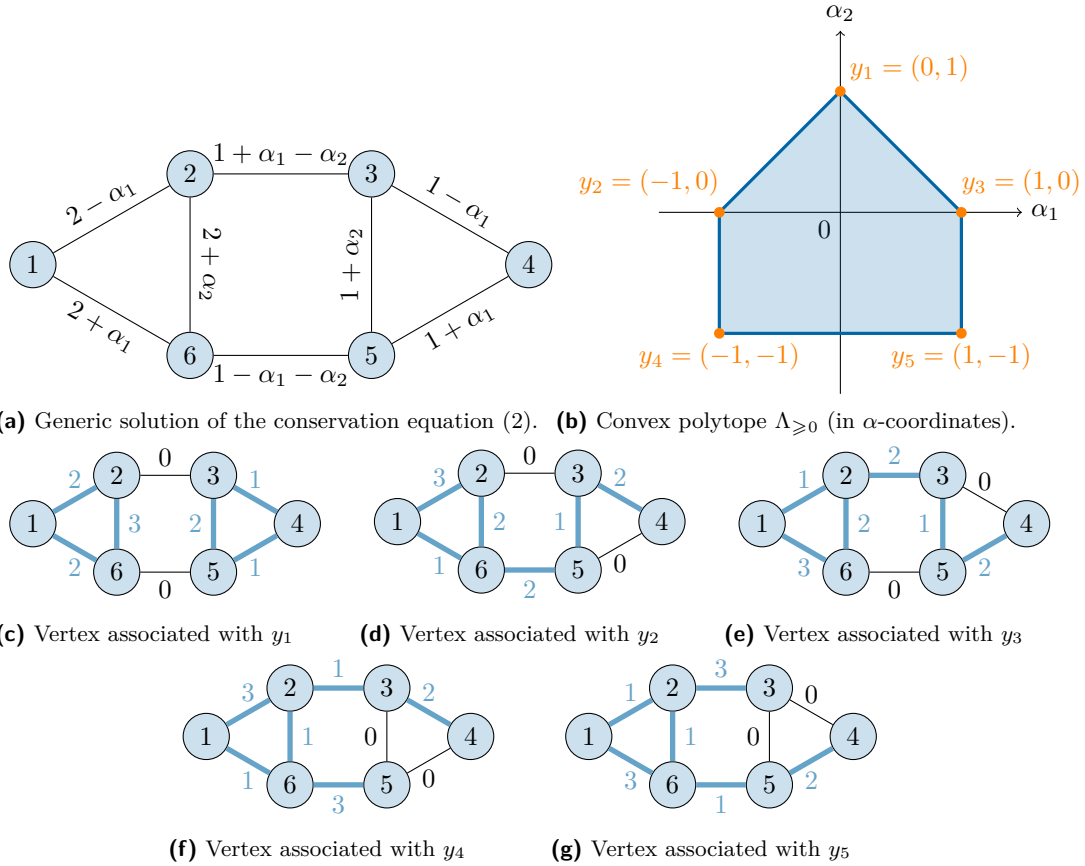 α₂
y₁ = (0, 1)
2 1 + α₁ − α₂ 3
2 − α₁ 1 − α₁
y₂ = (−1, 0) y₃ = (1, 0)
0 α₁
1 2 + α₂ 1 + α₂ 4
2 + α₁ 1 + α₁
6 1 − α₁ − α₂ 5
y₄ = (−1, −1) y₅ = (1, −1)
(a) Generic solution of the conservation equation (2). (b) Convex polytope Λ⩾0 (in α-coordinates).
2 2 0 3 1
1 3 2 4
2 6 0 5 1
3 2 0 3 2
1 2 1 4
1 6 2 5 0
1 2 2 3 0
1 2 1 4
3 6 0 5 2
(c) Vertex associated with y₁ (d) Vertex associated with y₂ (e) Vertex associated with y₃
3 2 1 3 2
1 1 0 4
1 6 3 5 0
1 2 3 3 0
1 1 0 4
3 6 1 5 2
(f) Vertex associated with y₄ (g) Vertex associated with y₅